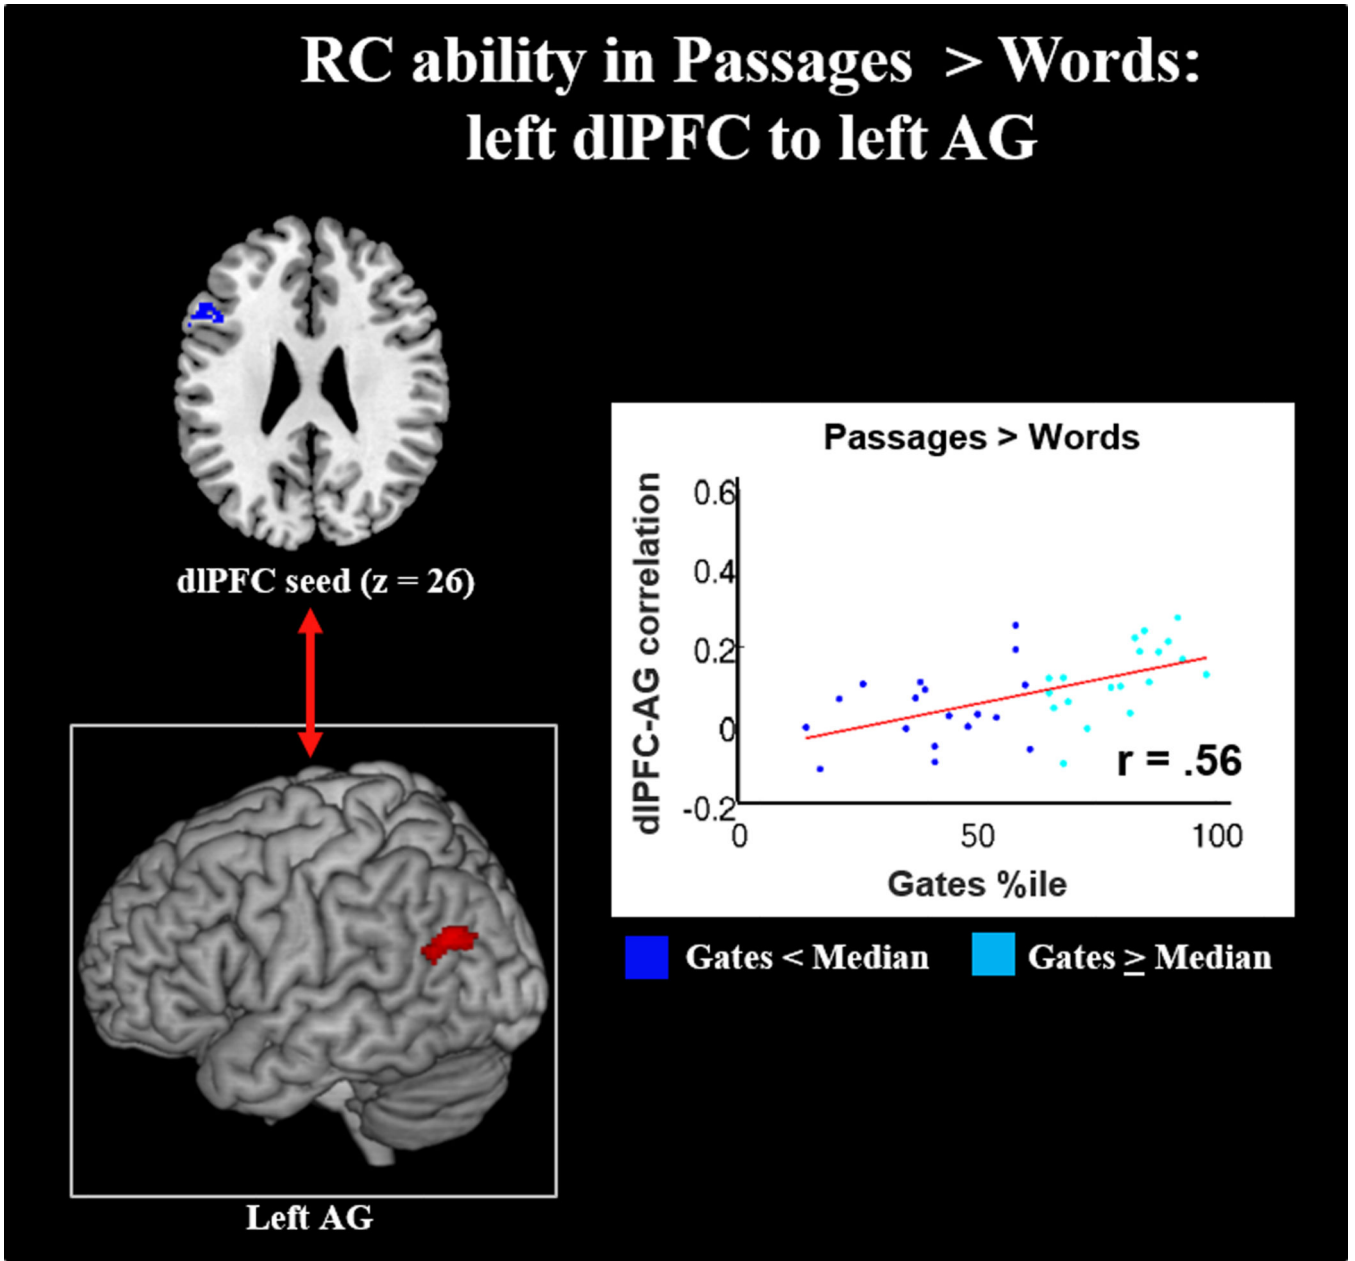 RC ability in Passages > Words:
left dlPFC to left AG
dlPFC seed (z = 26)
Left AG
Passages > Words
dlPFC-AG correlation
0.6
0.4
0.2
0
-0.2
0 50 100
r = .56
Gates %ile
Gates < Median
Gates ≥ Median